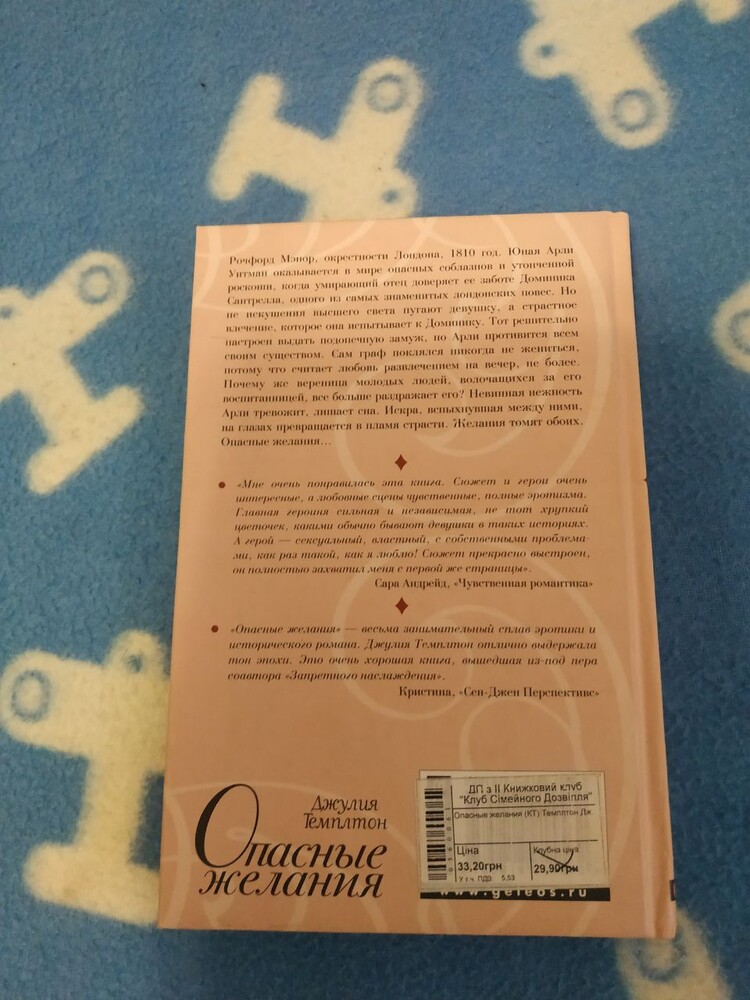 Рочфорд Мэнор, окрестности Лондона, 1810 год. Юная Арли
Уитман оказывается в мире опасных соблазнов и утонченной
роскоши, когда умирающий отец доверяет ее заботе Доминика
Сантрелла, одного из самых знаменитых лондонских повес. Но
не искушения высшего света пугают девушку, а страстное
влечение, которое она испытывает к Доминику. Тот решительно
настроен выдать подопечную замуж, но Арли противится всем
своим существом. Сам граф поклялся никогда не жениться,
потому что считает любовь развлечением на вечер, не более.
Почему же вереница молодых людей, волочащихся за его
воспитанницей, все больше раздражает его? Невинная нежность
Арли тревожит, лишает сна. Искра, вспыхнувшая между ними,
на глазах превращается в пламя страсти. Желания томят обоих.
Опасные желания...
«Мне очень понравилась эта книга. Сюжет и герои очень
интересные, а любовные сцены чувственные, полные эротизма.
Главная героиня сильная и независимая, не тот хрупкий
цветочек, какими обычно бывают девушки в таких историях.
А герой — сексуальный, властный, с собственными проблема-
ми, как раз такой, как я люблю! Сюжет прекрасно выстроен,
он полностью захватил меня с первой же страницы».
Сара Андрейд, «Чувственная романтика»
«Опасные желания» — весьма занимательный сплав эротики и
исторического романа. Джулия Темплтон отлично выдержала
тон эпохи. Это очень хорошая книга, вышедшая из-под пера
соавтора «Запретного наслаждения».
Кристина, «Сен-Джен Перспективс»
Джулия
Темплтон
Опасные
желания
ДП з ІІ Книжковий клуб
"Клуб Сімейного Дозвілля"
Опасные желания (КТ) Темплтон Дж.
Ціна
Клубна ціна
33,20грн
29,90грн
У т.ч. ПДВ 5,53
www.geleos.ru